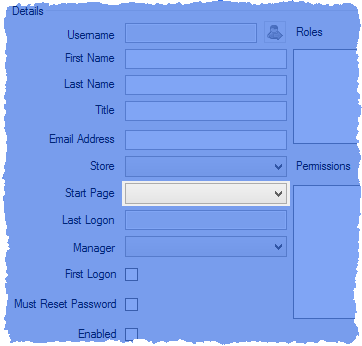 Details
Username
Roles
First Name
Last Name
Title
Email Address
Store
Permissions
Start Page
Last Logon
Manager
First Logon
Must Reset Password
Enabled